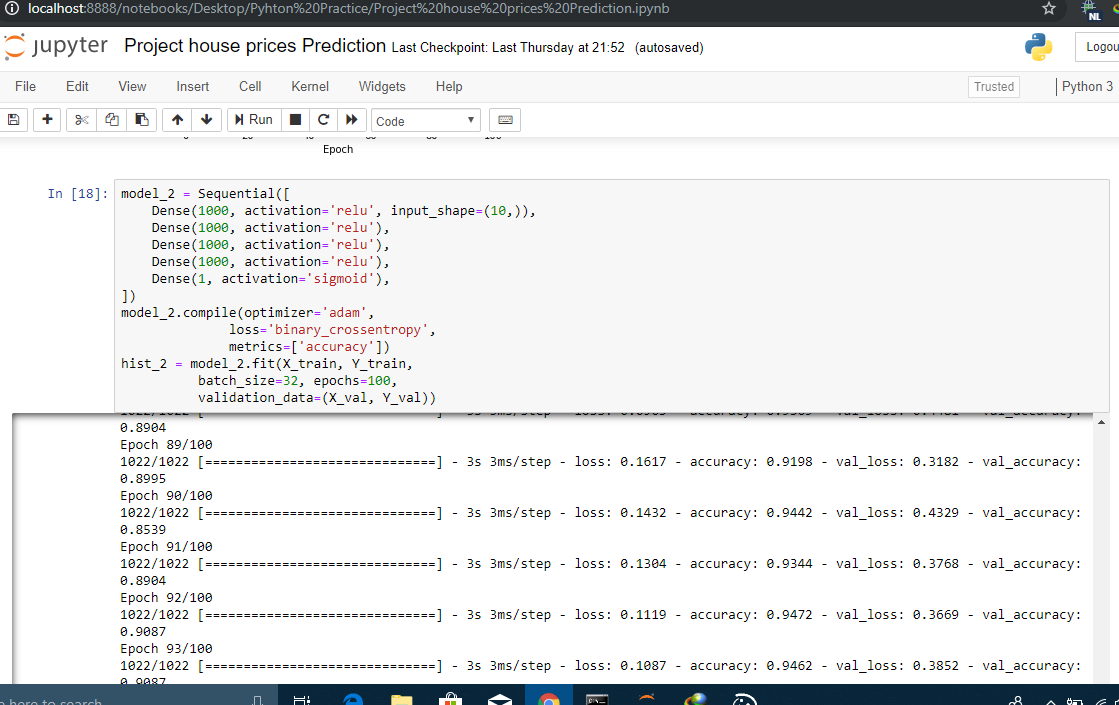 localhost:8888/notebooks/Desktop/Pyhton%20Practice/Project%20house%20prices%20Prediction.ipynb
NL
jupyter Project house prices Prediction Last Checkpoint: Last Thursday at 21:52 (autosaved)
File Edit View Insert Cell Kernel Widgets Help Trusted Python 3
Run Code
Epoch
In [18]: model_2 = Sequential([
Dense(1000, activation='relu', input_shape=(10,)),
Dense(1000, activation='relu'),
Dense(1000, activation='relu'),
Dense(1000, activation='relu'),
Dense(1, activation='sigmoid'),
])
model_2.compile(optimizer='adam',
loss='binary_crossentropy',
metrics=['accuracy'])
hist_2 = model_2.fit(X_train, Y_train,
batch_size=32, epochs=100,
validation_data=(X_val, Y_val))
0.8904
Epoch 89/100
1022/1022 [==============================] - 3s 3ms/step - loss: 0.1617 - accuracy: 0.9198 - val_loss: 0.3182 - val_accuracy:
0.8995
Epoch 90/100
1022/1022 [==============================] - 3s 3ms/step - loss: 0.1432 - accuracy: 0.9442 - val_loss: 0.4329 - val_accuracy:
0.8539
Epoch 91/100
1022/1022 [==============================] - 3s 3ms/step - loss: 0.1304 - accuracy: 0.9344 - val_loss: 0.3768 - val_accuracy:
0.8904
Epoch 92/100
1022/1022 [==============================] - 3s 3ms/step - loss: 0.1119 - accuracy: 0.9472 - val_loss: 0.3669 - val_accuracy:
0.9087
Epoch 93/100
1022/1022 [==============================] - 3s 3ms/step - loss: 0.1087 - accuracy: 0.9462 - val_loss: 0.3852 - val_accuracy:
0.9087
here to search